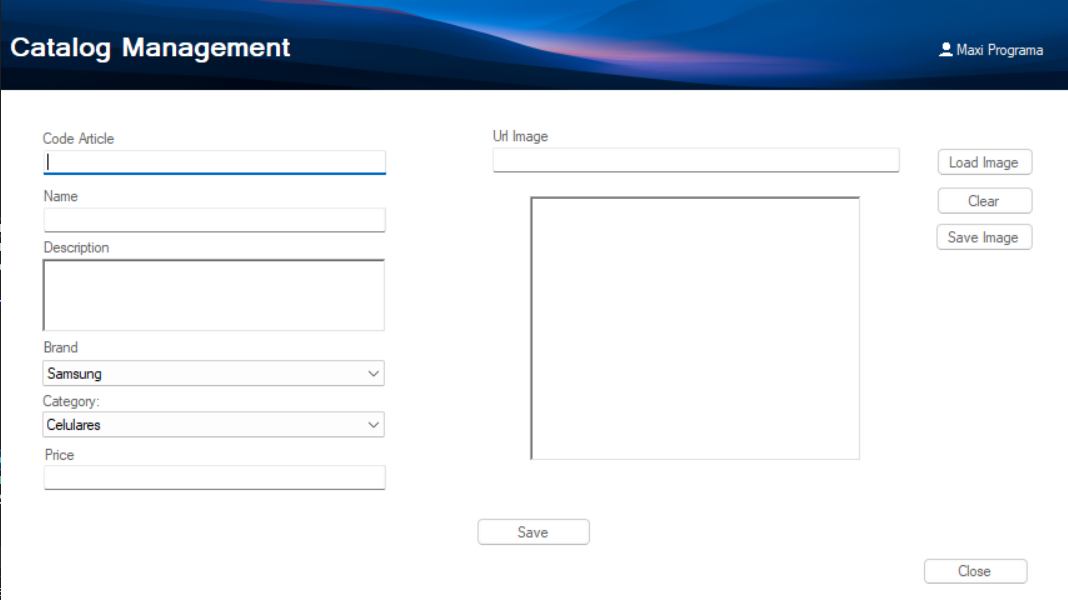 Catalog Management
Maxi Programa
Code Article
Name
Description
Brand
Samsung
Category:
Celulares
Price
Url Image
Load Image
Clear
Save Image
Save
Close